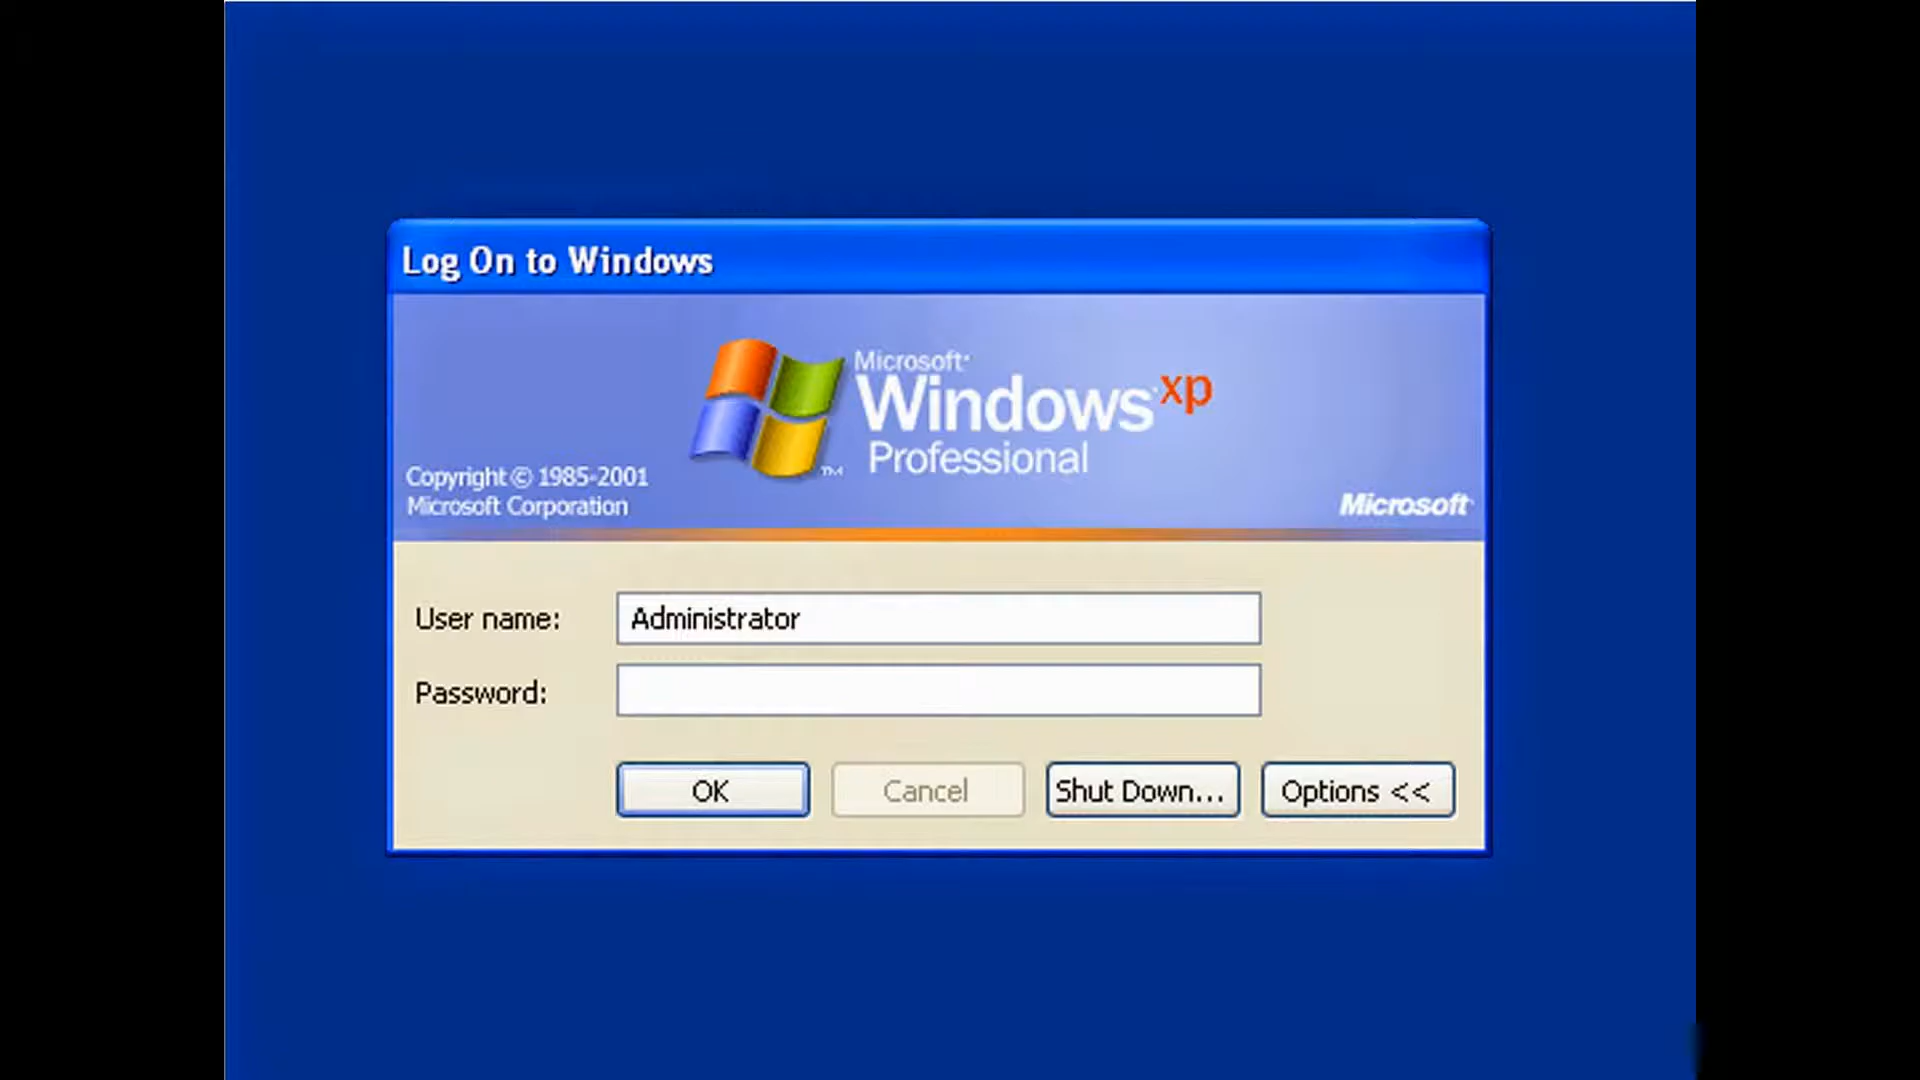 Log On to Windows
Microsoft®
Windows xp
Professional
TM
Copyright © 1985-2001
Microsoft Corporation
Microsoft
User name: Administrator
Password:
OK Cancel Shut Down... Options <<